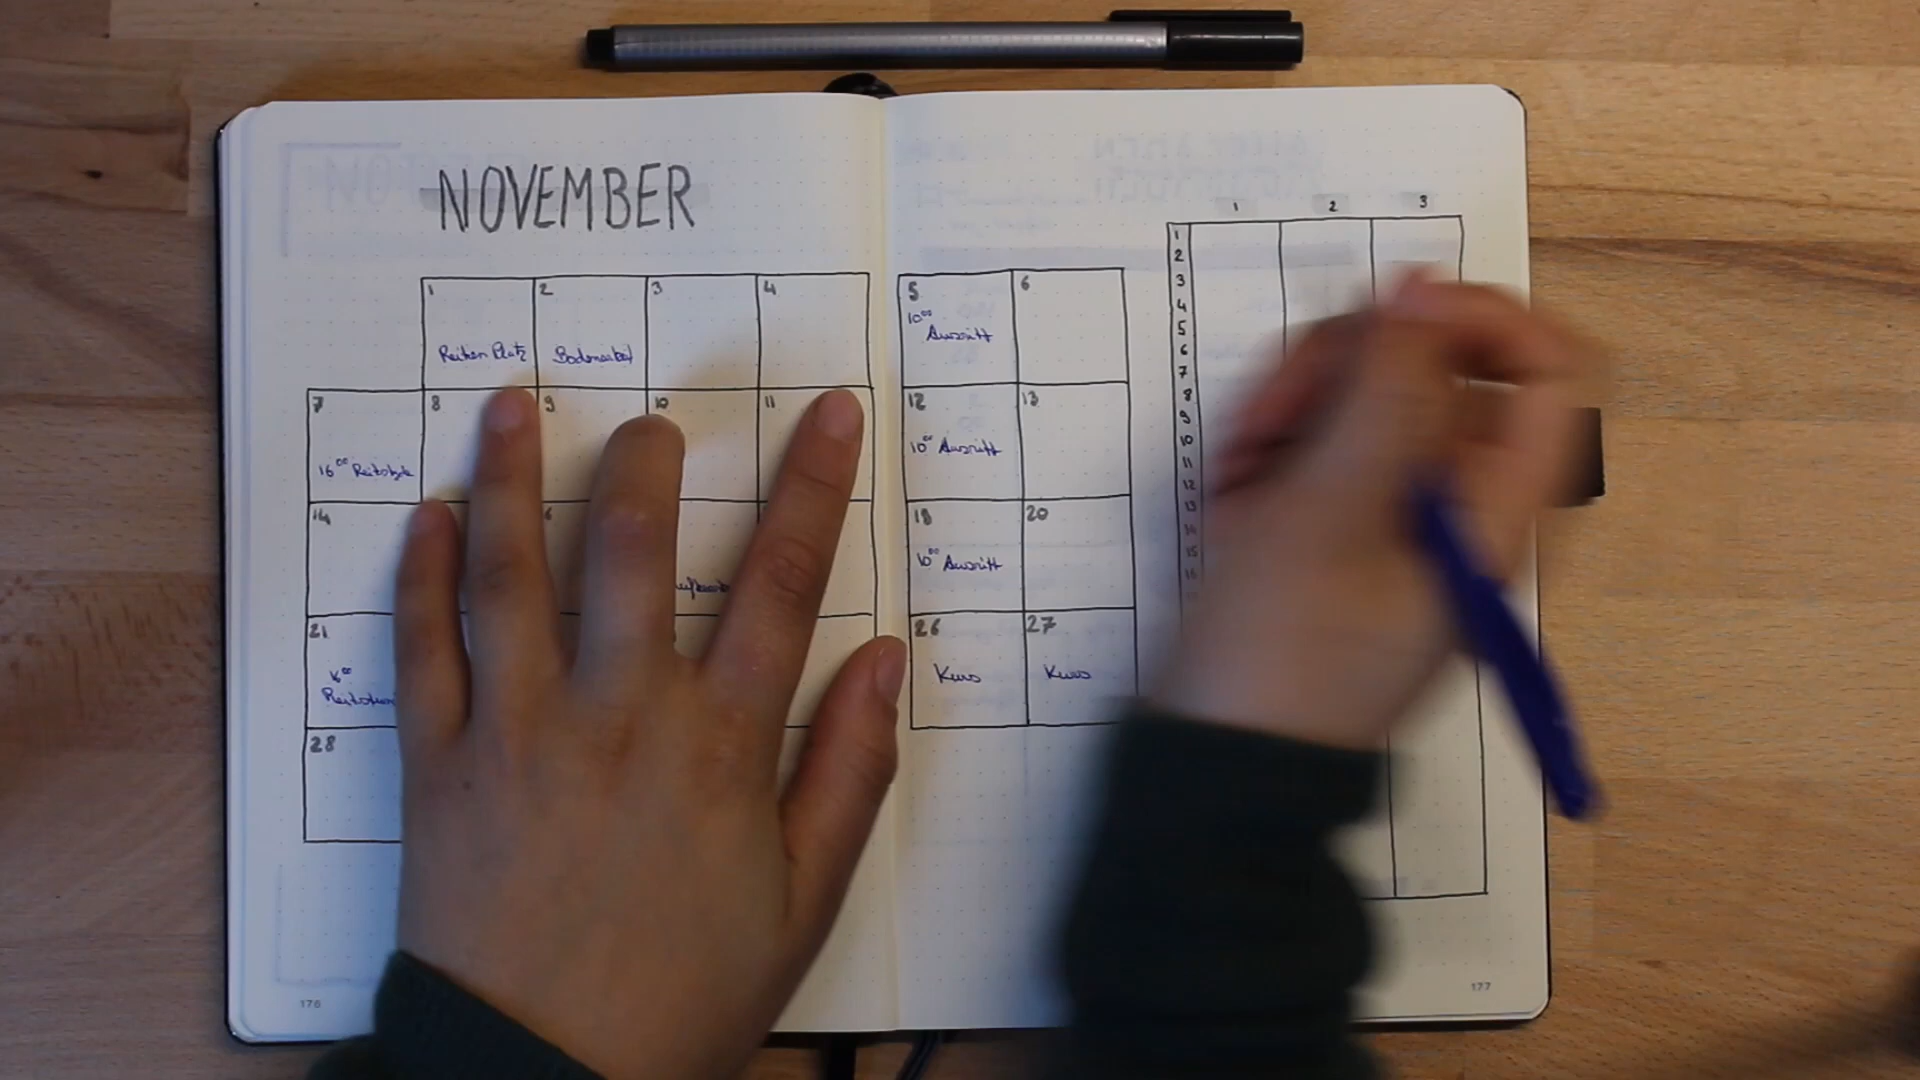 NOVEMBER
1 2 3 4 5 6
Reiten Platz Bodenarbeit
10⁰⁰
Ausritt
7 8 9 10 11 12 13
16⁰⁰
10⁰⁰ Ausritt
14 18 20
10⁰⁰ Ausritt
21 26 27
Kurs Kurs
28
176
1 2 3
1
2
3
4
5
6
7
8
9
10
11
12
13
14
15
16
177